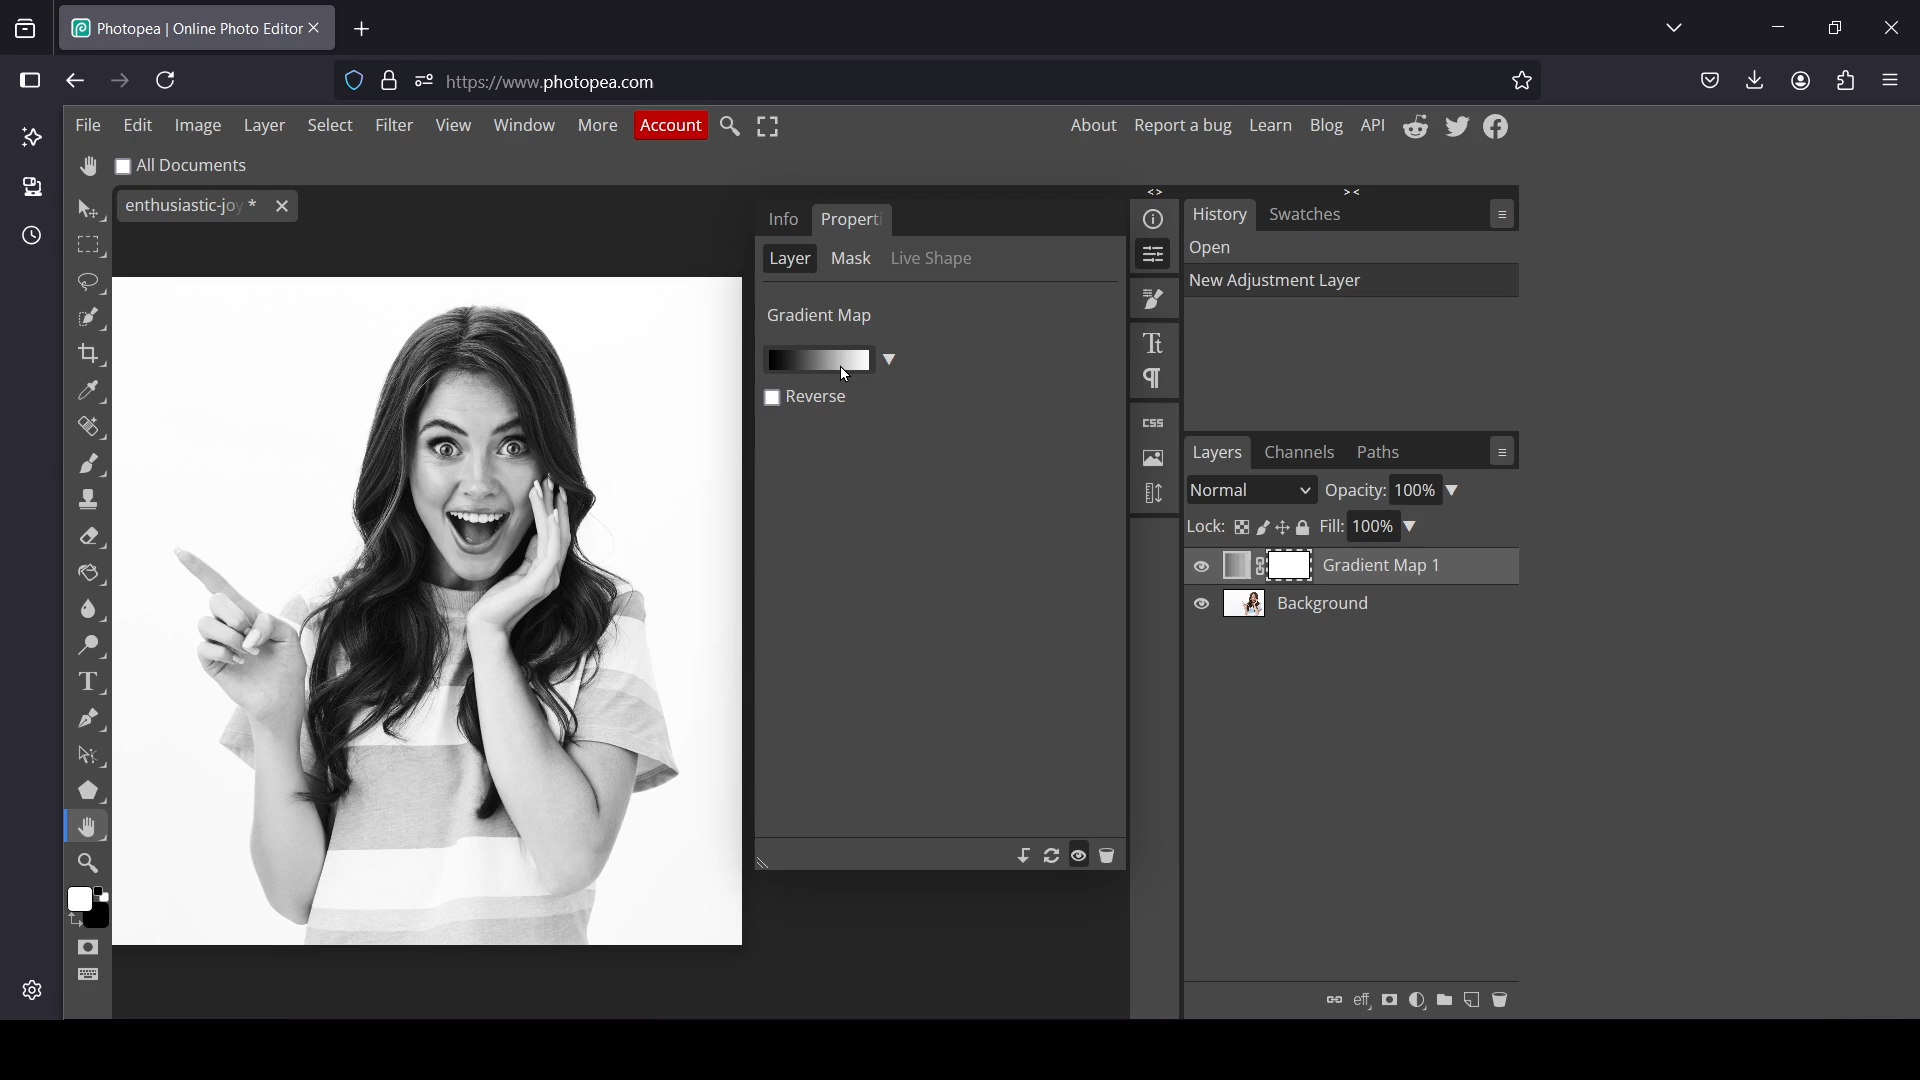 Photopea | Online Photo Editor
https://www.photopea.com
File Edit Image Layer Select Filter View Window More Account About Report a bug Learn Blog API
All Documents
enthusiastic-joy *
Info Properti
Layer Mask Live Shape
Gradient Map
Reverse
<> ><
History Swatches
Open
New Adjustment Layer
CSS
Layers Channels Paths
Normal Opacity: 100%
Lock: Fill: 100%
Gradient Map 1
Background
eff